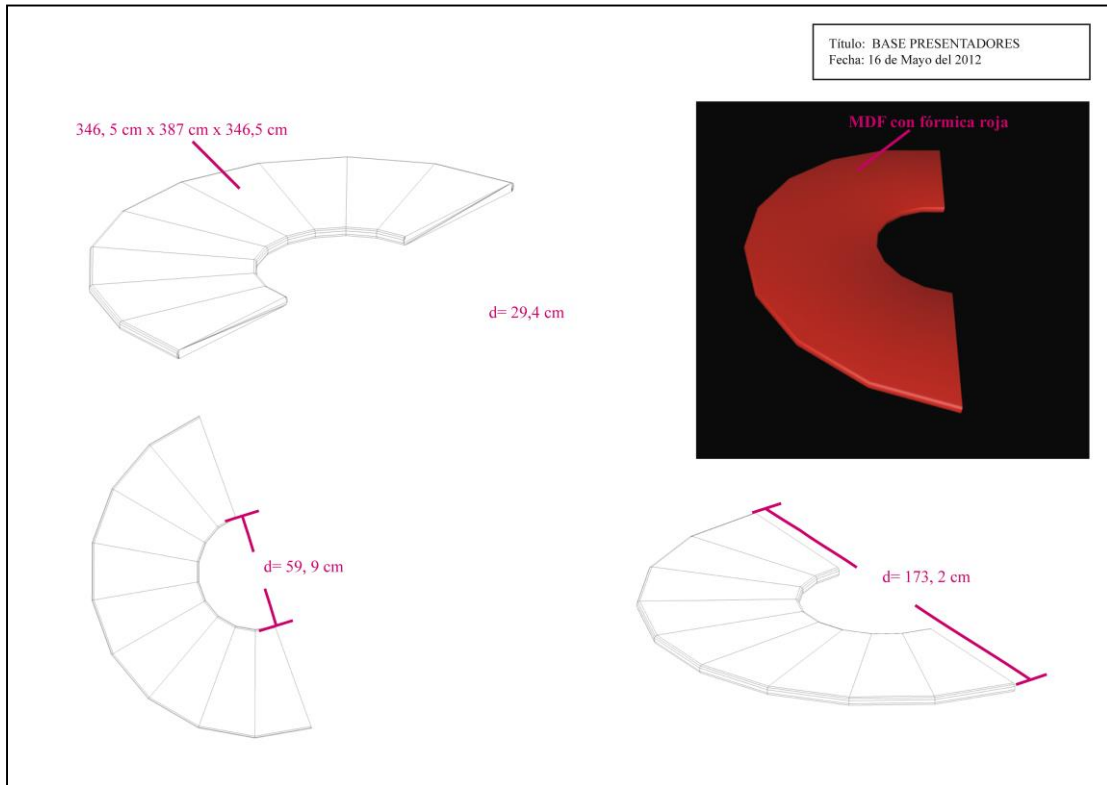 Título: BASE PRESENTADORES
Fecha: 16 de Mayo del 2012
346, 5 cm x 387 cm x 346,5 cm
MDF con fórmica roja
d= 29,4 cm
d= 59, 9 cm
d= 173, 2 cm